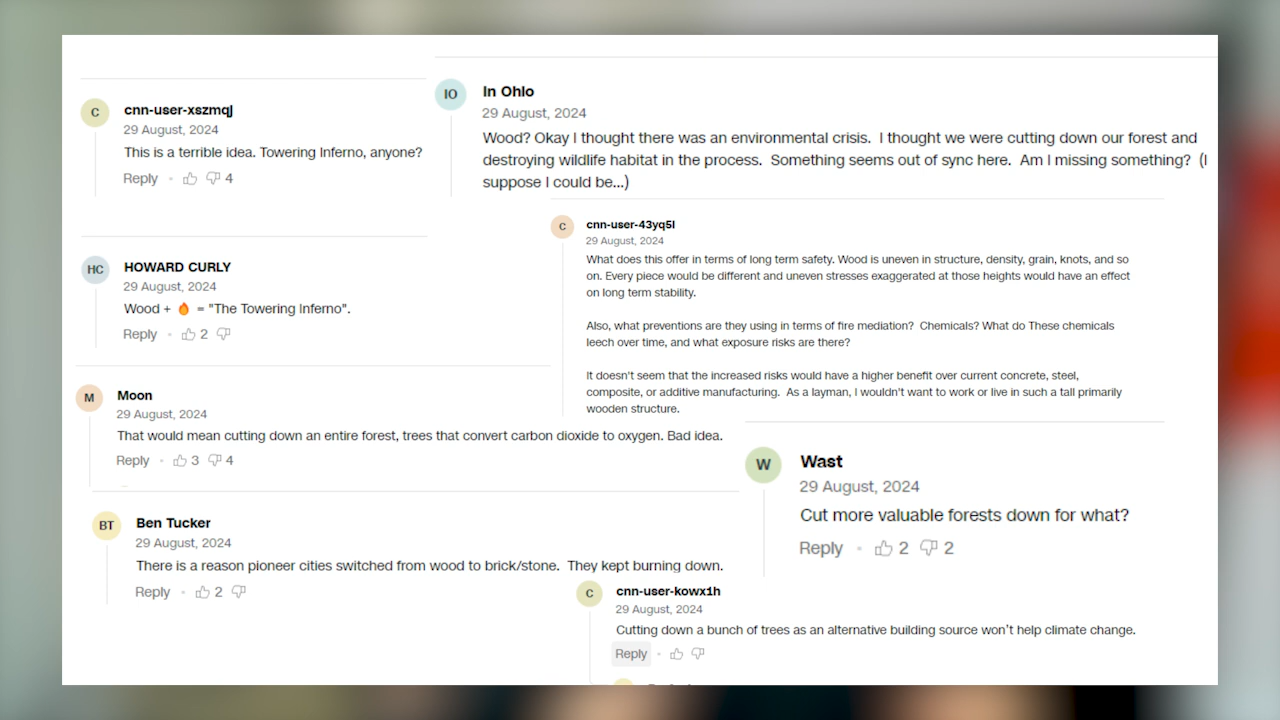 C
cnn-user-xszmqj
29 August, 2024
This is a terrible idea. Towering Inferno, anyone?
Reply • 4
HC
HOWARD CURLY
29 August, 2024
Wood + 🔥 = "The Towering Inferno".
Reply • 2
M
Moon
29 August, 2024
That would mean cutting down an entire forest, trees that convert carbon dioxide to oxygen. Bad idea.
Reply • 3 4
BT
Ben Tucker
29 August, 2024
There is a reason pioneer cities switched from wood to brick/stone. They kept burning down.
Reply • 2
IO
In Ohlo
29 August, 2024
Wood? Okay I thought there was an environmental crisis. I thought we were cutting down our forest and
destroying wildlife habitat in the process. Something seems out of sync here. Am I missing something? (I
suppose I could be...)
C
cnn-user-43yq5l
29 August, 2024
What does this offer in terms of long term safety. Wood is uneven in structure, density, grain, knots, and so
on. Every piece would be different and uneven stresses exaggerated at those heights would have an effect
on long term stability.
Also, what preventions are they using in terms of fire mediation? Chemicals? What do These chemicals
leech over time, and what exposure risks are there?
It doesn't seem that the increased risks would have a higher benefit over current concrete, steel,
composite, or additive manufacturing. As a layman, I wouldn't want to work or live in such a tall primarily
wooden structure.
W
Wast
29 August, 2024
Cut more valuable forests down for what?
Reply • 2 2
C
cnn-user-kowx1h
29 August, 2024
Cutting down a bunch of trees as an alternative building source won't help climate change.
Reply •